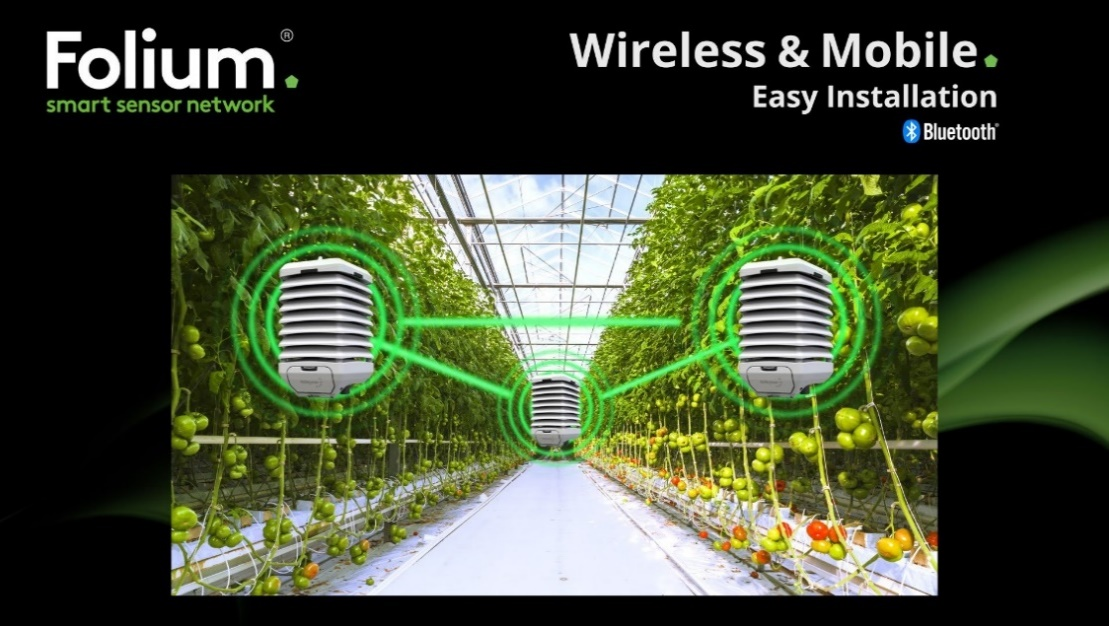 Folium®
smart sensor network
Wireless & Mobile.
Easy Installation
Bluetooth®